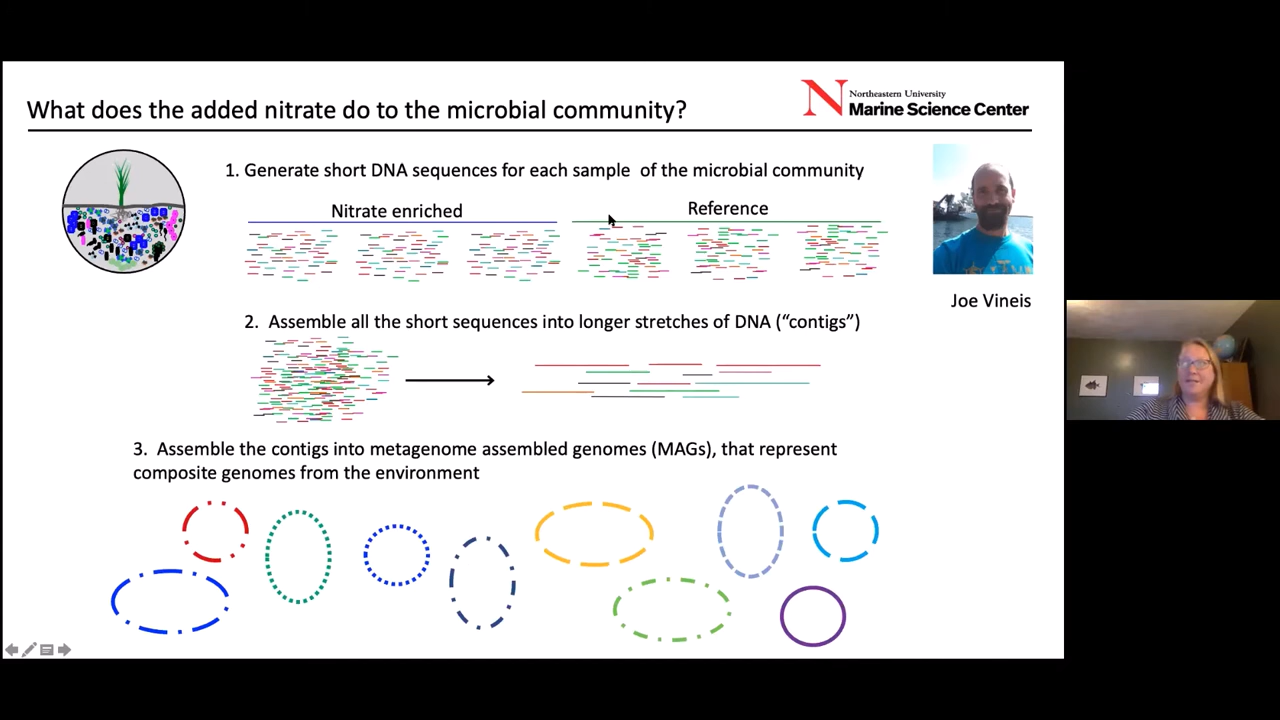 What does the added nitrate do to the microbial community?
N
Northeastern University
Marine Science Center
1. Generate short DNA sequences for each sample of the microbial community
Nitrate enriched
Reference
Joe Vineis
2. Assemble all the short sequences into longer stretches of DNA (“contigs”)
3. Assemble the contigs into metagenome assembled genomes (MAGs), that represent
composite genomes from the environment